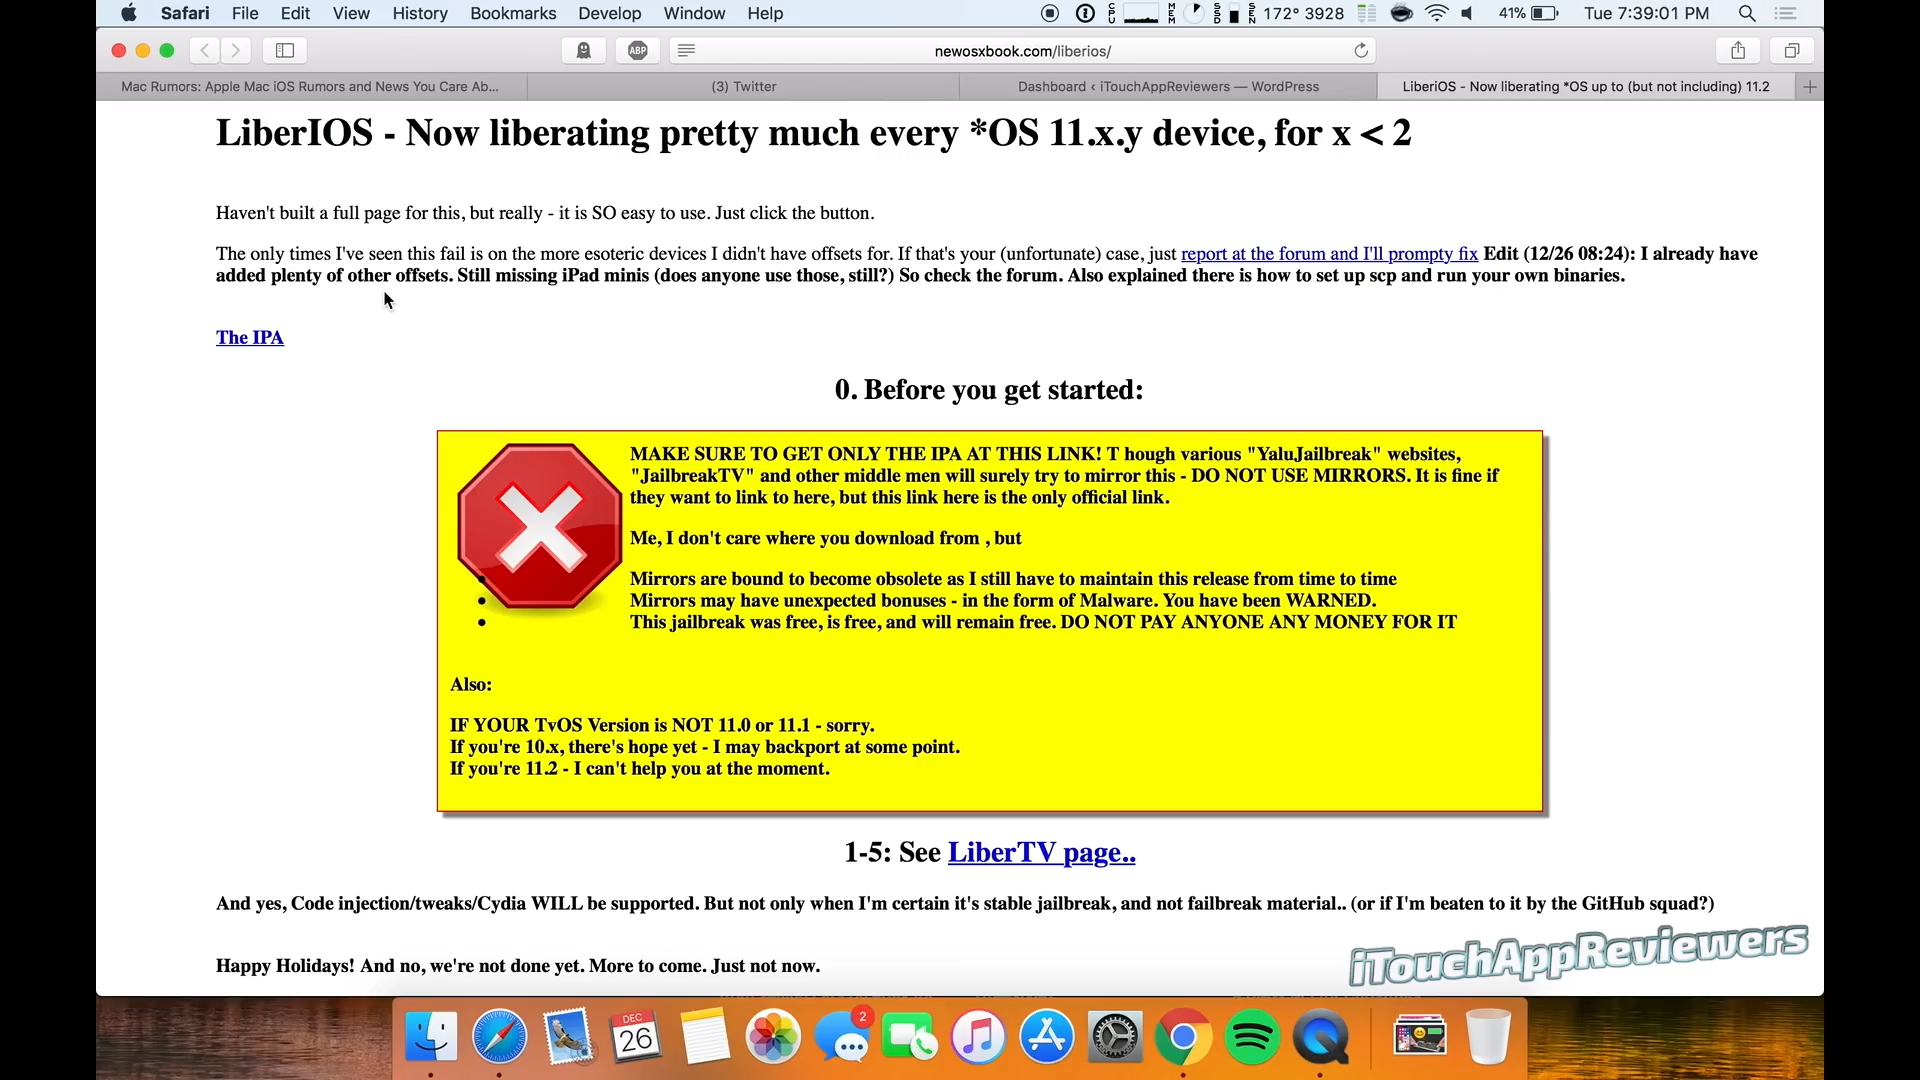 Safari File Edit View History Bookmarks Develop Window Help CPU MEM SSD SEN 172° 3928 41% Tue 7:39:01 PM
ABP newosxbook.com/liberios/
Mac Rumors: Apple Mac iOS Rumors and News You Care Ab... (3) Twitter Dashboard ‹ iTouchAppReviewers — WordPress LiberiOS - Now liberating *OS up to (but not including) 11.2
LiberIOS - Now liberating pretty much every *OS 11.x.y device, for x < 2
Haven't built a full page for this, but really - it is SO easy to use. Just click the button.
The only times I've seen this fail is on the more esoteric devices I didn't have offsets for. If that's your (unfortunate) case, just report at the forum and I'll prompty fix Edit (12/26 08:24): I already have
added plenty of other offsets. Still missing iPad minis (does anyone use those, still?) So check the forum. Also explained there is how to set up scp and run your own binaries.
The IPA
0. Before you get started:
MAKE SURE TO GET ONLY THE IPA AT THIS LINK! T hough various "YaluJailbreak" websites,
"JailbreakTV" and other middle men will surely try to mirror this - DO NOT USE MIRRORS. It is fine if
they want to link to here, but this link here is the only official link.
Me, I don't care where you download from , but
Mirrors are bound to become obsolete as I still have to maintain this release from time to time
Mirrors may have unexpected bonuses - in the form of Malware. You have been WARNED.
This jailbreak was free, is free, and will remain free. DO NOT PAY ANYONE ANY MONEY FOR IT
Also:
IF YOUR TvOS Version is NOT 11.0 or 11.1 - sorry.
If you're 10.x, there's hope yet - I may backport at some point.
If you're 11.2 - I can't help you at the moment.
1-5: See LiberTV page..
And yes, Code injection/tweaks/Cydia WILL be supported. But not only when I'm certain it's stable jailbreak, and not failbreak material.. (or if I'm beaten to it by the GitHub squad?)
iTouchAppReviewers
Happy Holidays! And no, we're not done yet. More to come. Just not now.
DEC
26
2